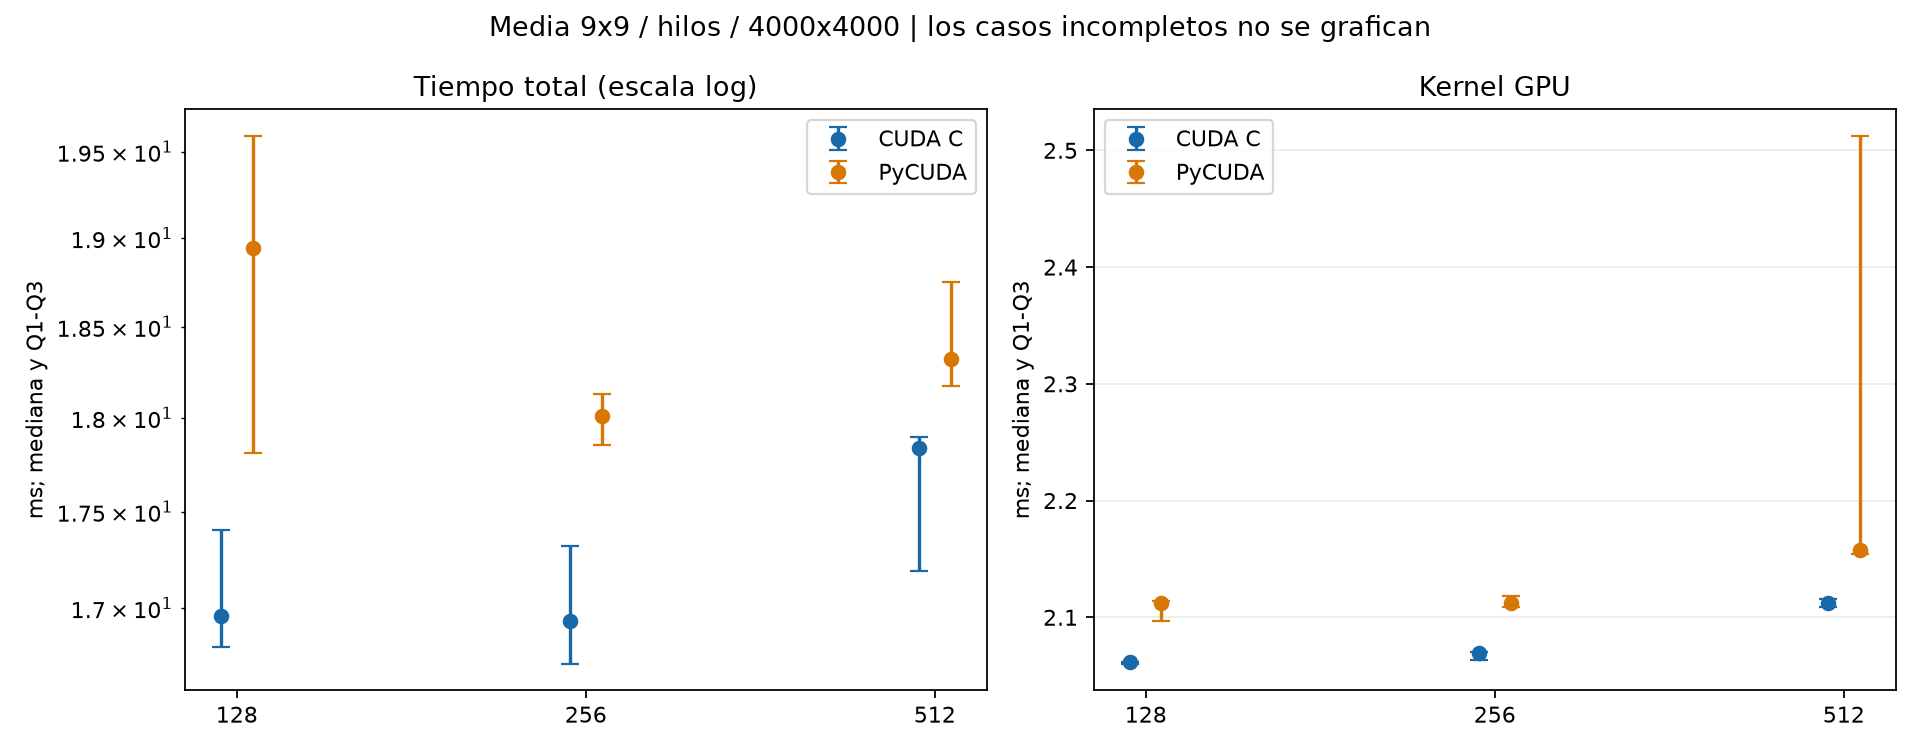 Media 9x9 / hilos / 4000x4000 | los casos incompletos no se grafican
Tiempo total (escala log)
ms; mediana y Q1-Q3
1.95 × 10¹
1.9 × 10¹
1.85 × 10¹
1.8 × 10¹
1.75 × 10¹
1.7 × 10¹
CUDA C
PyCUDA
128
256
512
Kernel GPU
ms; mediana y Q1-Q3
2.5
2.4
2.3
2.2
2.1
CUDA C
PyCUDA
128
256
512